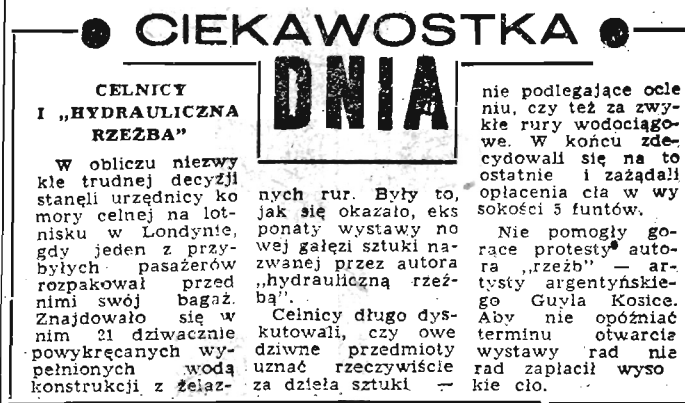 CIEKAWOSTKA
DNIA
CELNICY
I „HYDRAULICZNA
RZEŹBA”
W obliczu niezwy
kle trudnej decyzji
stanęli urzędnicy ko
mory celnej na lot-
nisku w Londynie,
gdy jeden z przy-
byłych pasażerów
rozpakował przed
nimi swój bagaż.
Znajdowało się w
nim 21 dziwacznie
powykręcanych wy-
pełnionych wodą
konstrukcji z żelaz-
nych rur. Były to,
jak się okazało, eks
ponaty wystawy no
wej gałęzi sztuki na-
zwanej przez autora
„hydrauliczną rzeź-
bą”.
Celnicy długo dys-
kutowali, czy owe
dziwne przedmioty
uznać rzeczywiście
za dzieła sztuki —
nie podlegające ocle
niu, czy też za zwy-
kłe rury wodociągo-
we. W końcu zde-
cydowali się na to
ostatnie i zażądali
opłacenia cła w wy
sokości 5 funtów.
Nie pomogły go-
rące protesty auto-
ra „rzeźb” — ar-
tysty argentyńskie-
go Guyla Kosice.
Aby nie opóźniać
terminu otwarcia
wystawy rad nie
rad zapłacił wyso
kie cło.